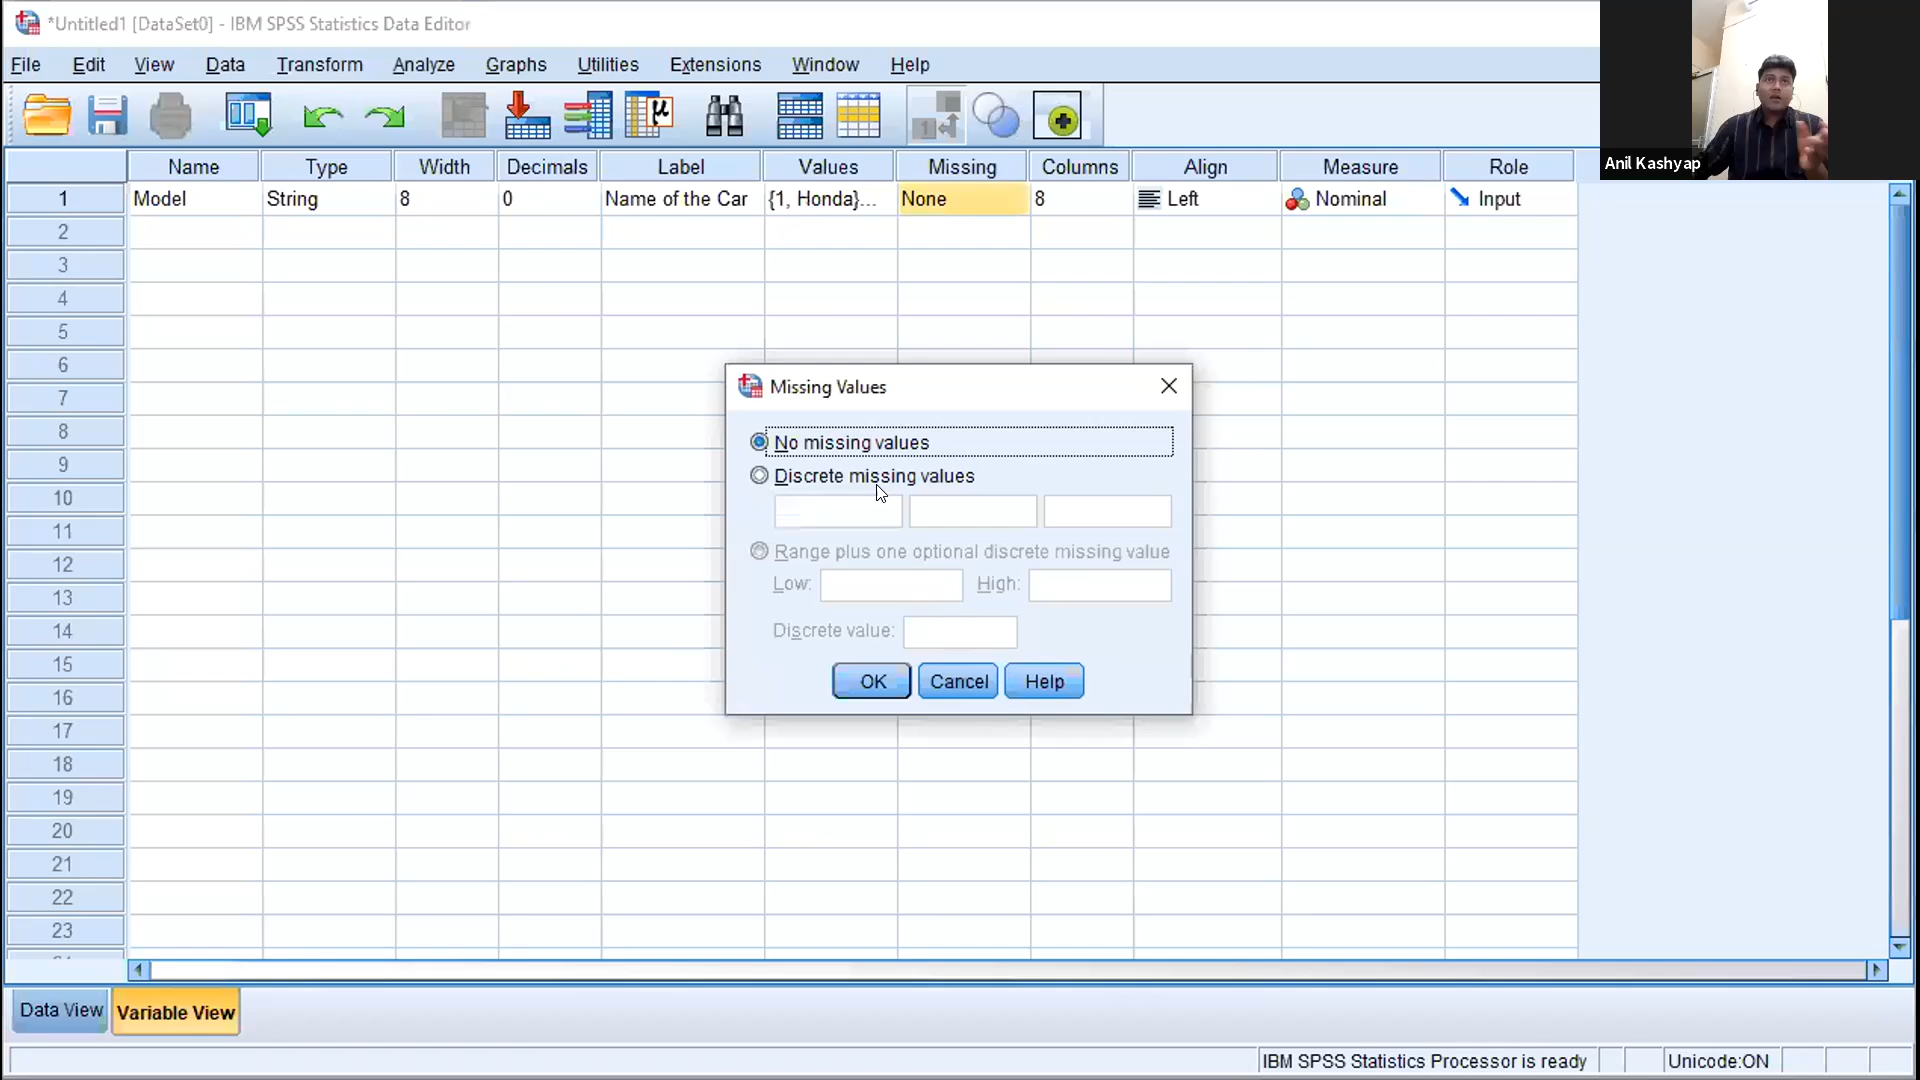 *Untitled1 [DataSet0] - IBM SPSS Statistics Data Editor
File Edit View Data Transform Analyze Graphs Utilities Extensions Window Help
Anil Kashyap
Name Type Width Decimals Label Values Missing Columns Align Measure Role
1 Model String 8 0 Name of the Car {1, Honda}... None 8 Left Nominal Input
2
3
4
5
6
7
8
9
10
11
12
13
14
15
16
17
18
19
20
21
22
23
Missing Values
No missing values
Discrete missing values
Range plus one optional discrete missing value
Low: High:
Discrete value:
OK Cancel Help
Data View Variable View
IBM SPSS Statistics Processor is ready Unicode:ON